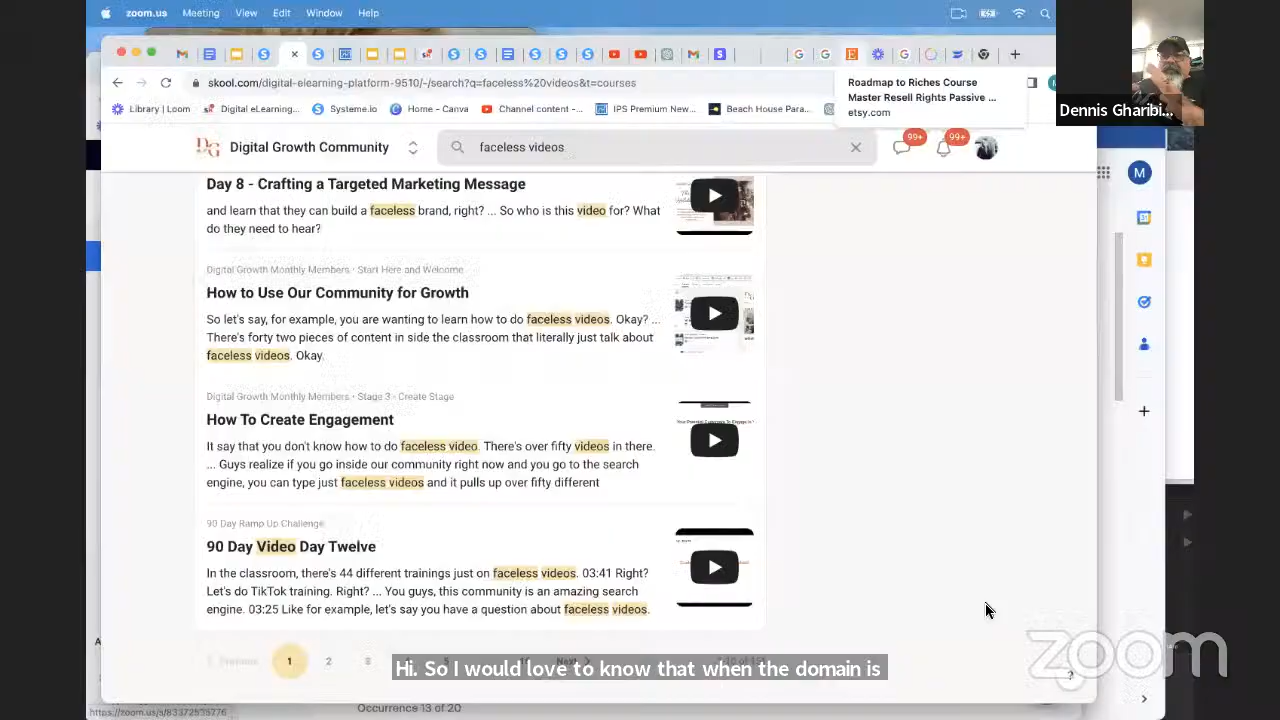 zoom.us Meeting View Edit Window Help
skool.com/digital-elearning-platform-9510/-/search?q=faceless%20videos&t=courses
Roadmap to Riches Course
Master Resell Rights Passive ...
etsy.com
Dennis Gharibi...
Library | Loom Digital eLearning... Systeme.io Home - Canva Channel content -... IPS Premium New... Beach House Para...
Digital Growth Community
faceless videos
99+ 99+
M
Day 8 - Crafting a Targeted Marketing Message
and learn that they can build a faceless brand, right? ... So who is this video for? What
do they need to hear?
Digital Growth Monthly Members • Start Here and Welcome
How to Use Our Community for Growth
So let's say, for example, you are wanting to learn how to do faceless videos. Okay? ...
There's forty two pieces of content in side the classroom that literally just talk about
faceless videos. Okay.
Digital Growth Monthly Members • Stage 3 - Create Stage
How To Create Engagement
It say that you don't know how to do faceless video. There's over fifty videos in there.
... Guys realize if you go inside our community right now and you go to the search
engine, you can type just faceless videos and it pulls up over fifty different
90 Day Ramp Up Challenge
90 Day Video Day Twelve
In the classroom, there's 44 different trainings just on faceless videos. 03:41 Right?
Let's do TikTok training. Right? ... You guys, this community is an amazing search
engine. 03:25 Like for example, let's say you have a question about faceless videos.
Previous 1 2 3 Next
Hi. So I would love to know that when the domain is
zoom
https://zoom.us/s/83372535776
Occurrence 13 of 20